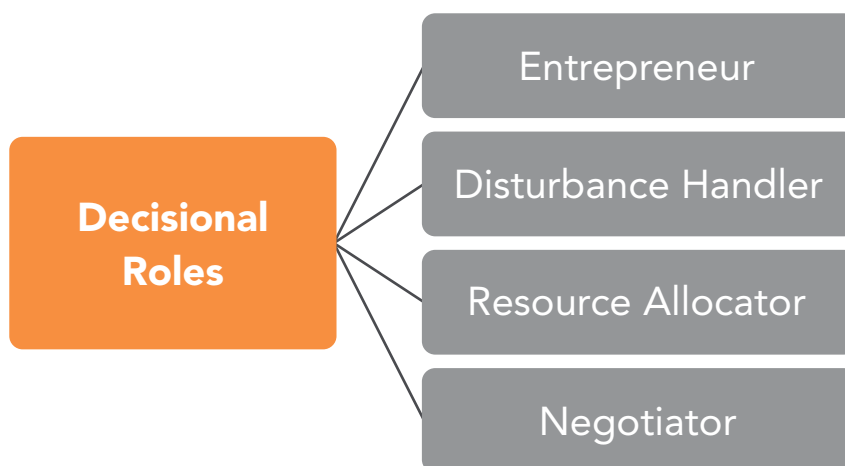 Decisional
Roles
Entrepreneur
Disturbance Handler
Resource Allocator
Negotiator